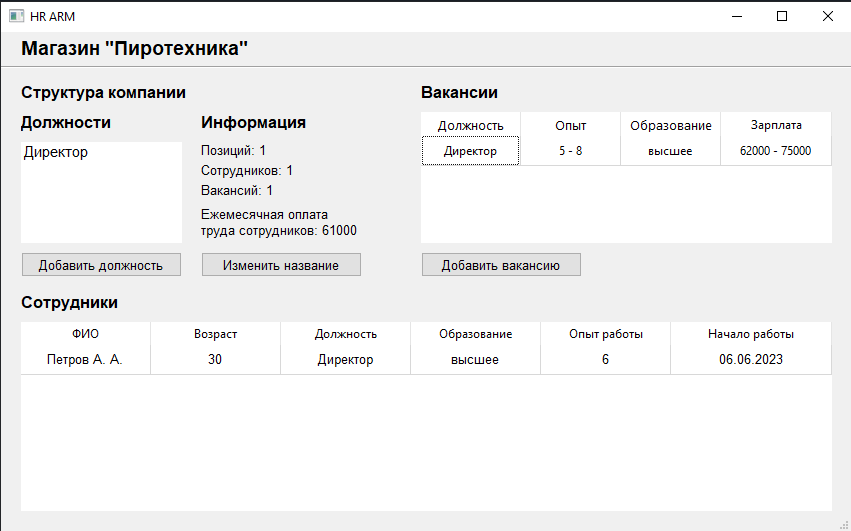 HR ARM
Магазин "Пиротехника"
Структура компании
Должности
Директор
Добавить должность
Информация
Позиций: 1
Сотрудников: 1
Вакансий: 1
Ежемесячная оплата
труда сотрудников: 61000
Изменить название
Вакансии
Должность Опыт Образование Зарплата
Директор 5 - 8 высшее 62000 - 75000
Добавить вакансию
Сотрудники
ФИО Возраст Должность Образование Опыт работы Начало работы
Петров А. А. 30 Директор высшее 6 06.06.2023